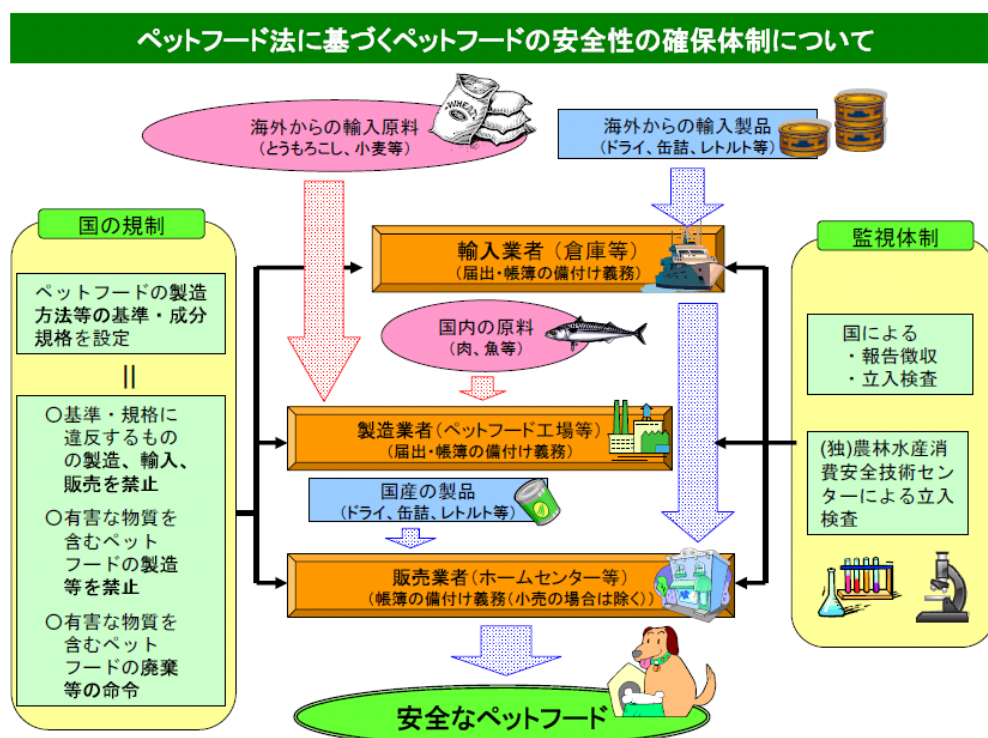 ペットフード法に基づくペットフードの安全性の確保体制について
海外からの輸入原料
(とうもろこし、小麦等)
WHEAT
海外からの輸入製品
(ドライ、缶詰、レトルト等)
国の規制
ペットフードの製造
方法等の基準・成分
規格を設定
||
〇基準・規格に
違反するもの
の製造、輸入、
販売を禁止
〇有害な物質を
含むペット
フードの製造
等を禁止
〇有害な物質を
含むペット
フードの廃棄
等の命令
輸入業者(倉庫等)
(届出・帳簿の備付け義務)
国内の原料
(肉、魚等)
製造業者(ペットフード工場等)
(届出・帳簿の備付け義務)
国産の製品
(ドライ、缶詰、レトルト等)
販売業者(ホームセンター等)
(帳簿の備付け義務(小売の場合は除く))
安全なペットフード
監視体制
国による
・報告徴収
・立入検査
(独)農林水産消
費安全技術セン
ターによる立入
検査